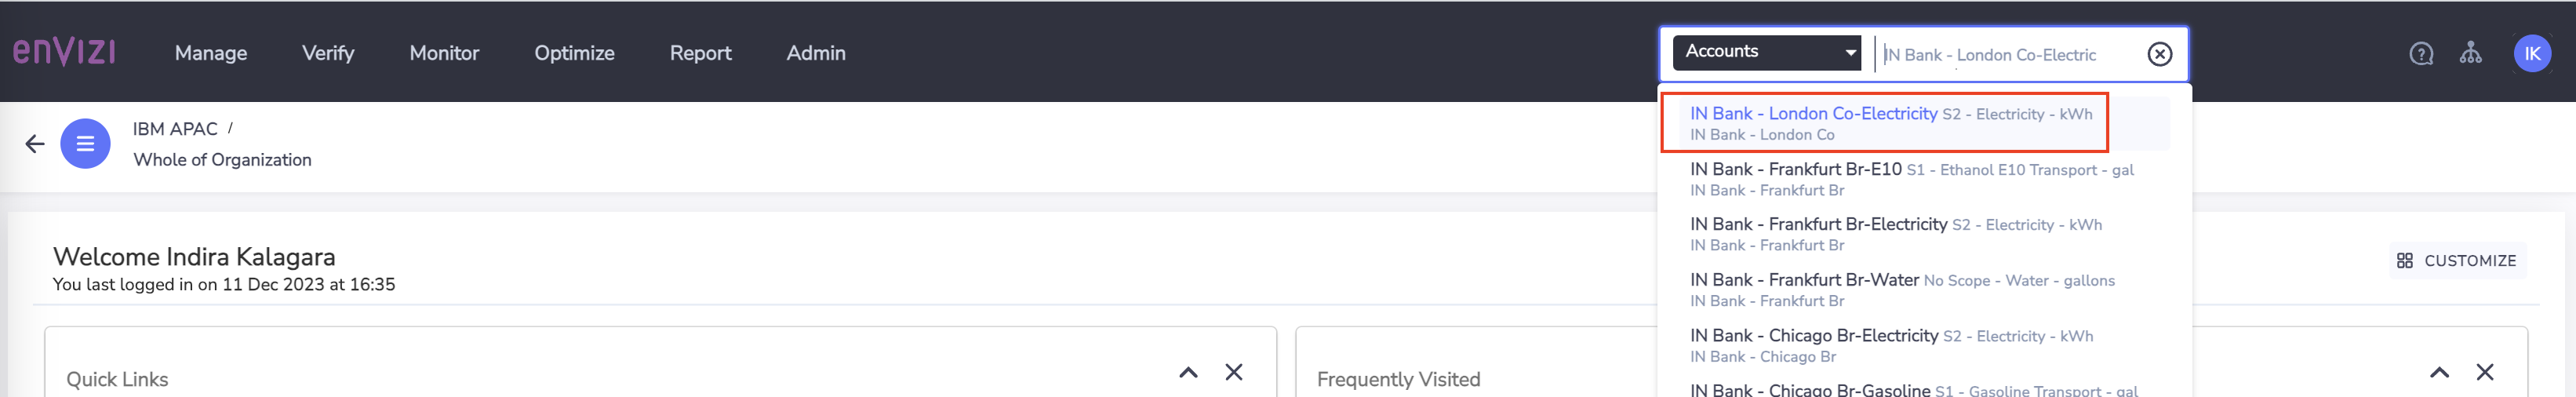 enVIZI
Manage
Verify
Monitor
Optimize
Report
Admin
Accounts
IN Bank - London Co-Electric
IK
IBM APAC /
Whole of Organization
IN Bank - London Co-Electricity S2 - Electricity - kWh
IN Bank - London Co
IN Bank - Frankfurt Br-E10 S1 - Ethanol E10 Transport - gal
IN Bank - Frankfurt Br
IN Bank - Frankfurt Br-Electricity S2 - Electricity - kWh
IN Bank - Frankfurt Br
IN Bank - Frankfurt Br-Water No Scope - Water - gallons
IN Bank - Frankfurt Br
IN Bank - Chicago Br-Electricity S2 - Electricity - kWh
IN Bank - Chicago Br
IN Bank - Chicago Br-Gasoline S1 - Gasoline Transport - gal
Welcome Indira Kalagara
You last logged in on 11 Dec 2023 at 16:35
CUSTOMIZE
Quick Links
Frequently Visited